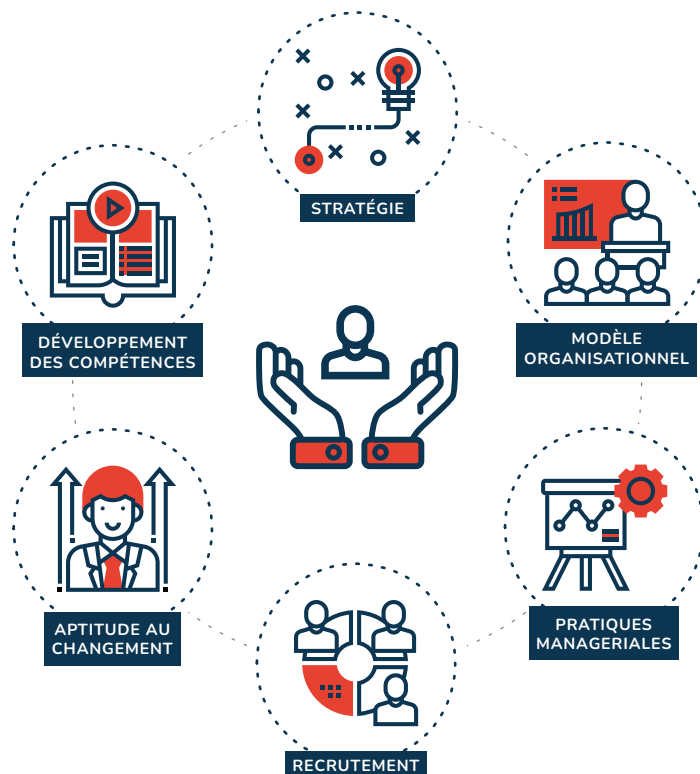 STRATÉGIE
MODÈLE
ORGANISATIONNEL
PRATIQUES
MANAGERIALES
RECRUTEMENT
APTITUDE AU
CHANGEMENT
DÉVELOPPEMENT
DES COMPÉTENCES